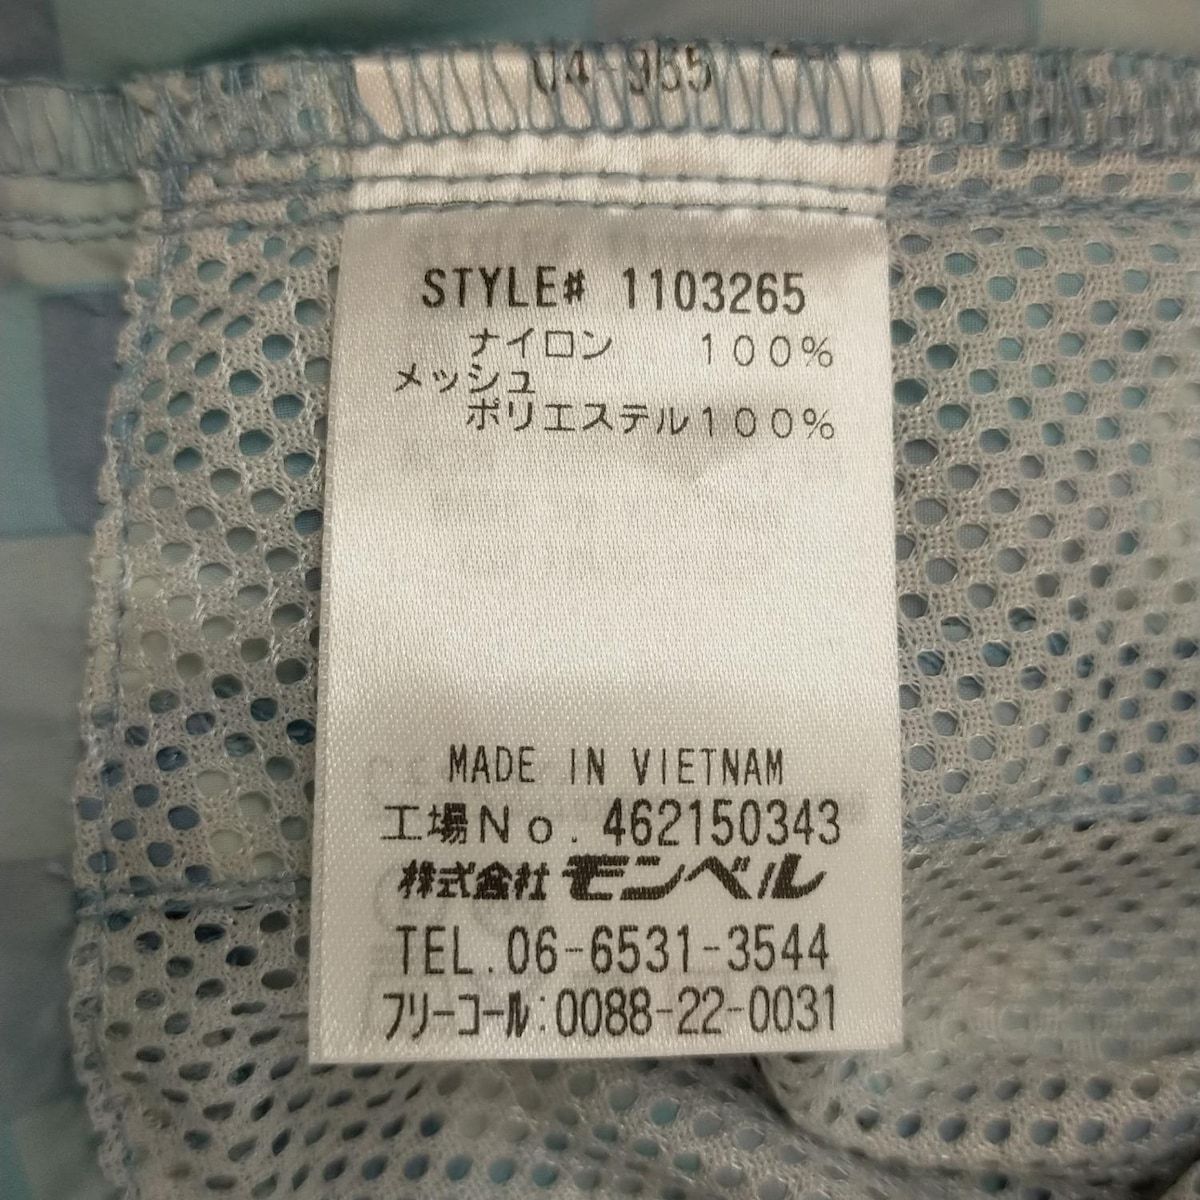 STYLE# 1103265
ナイロン 100%
メッシュ
ポリエステル100%
MADE IN VIETNAM
工場No. 462150343
株式会社 モンベル
TEL.06-6531-3544
フリーコール:0088-22-0031